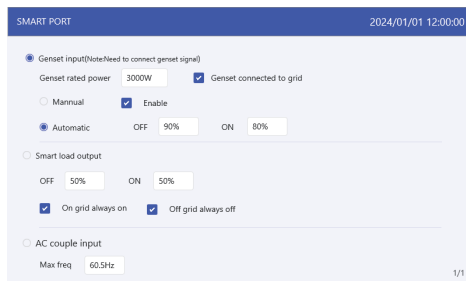 SMART PORT 2024/01/01 12:00:00
Genset input(Note:Need to connect genset signal)
Genset rated power 3000W Genset connected to grid
Mannual Enable
Automatic OFF 90% ON 80%
Smart load output
OFF 50% ON 50%
On grid always on Off grid always off
AC couple input
Max freq 60.5Hz
1/1